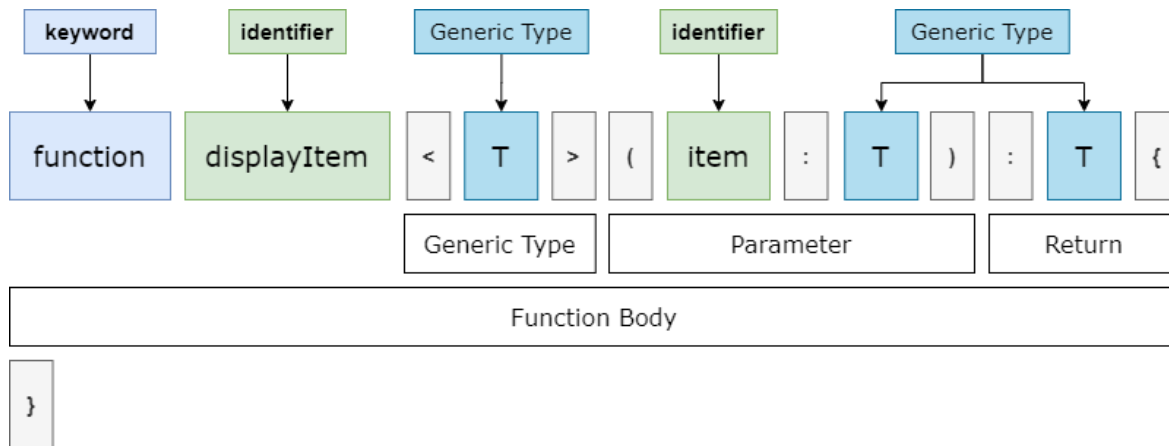 keyword identifier Generic Type identifier Generic Type
function displayItem < T > ( item : T ) : T {
Generic Type Parameter Return
Function Body
}